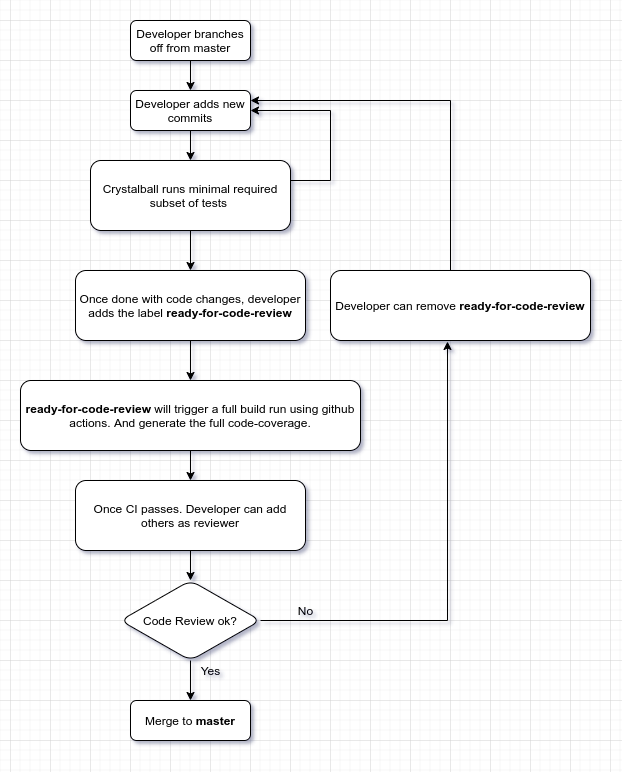 Developer branches
off from master
Developer adds new
commits
Crystalball runs minimal required
subset of tests
Once done with code changes, developer
adds the label ready-for-code-review
Developer can remove ready-for-code-review
ready-for-code-review will trigger a full build run using github
actions. And generate the full code-coverage.
Once CI passes. Developer can add
others as reviewer
Code Review ok?
No
Yes
Merge to master